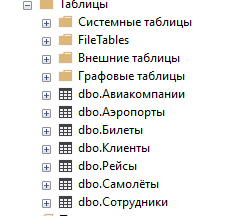 Таблицы
Системные таблицы
FileTables
Внешние таблицы
Графовые таблицы
dbo.Авиакомпании
dbo.Аэропорты
dbo.Билеты
dbo.Клиенты
dbo.Рейсы
dbo.Самолёты
dbo.Сотрудники